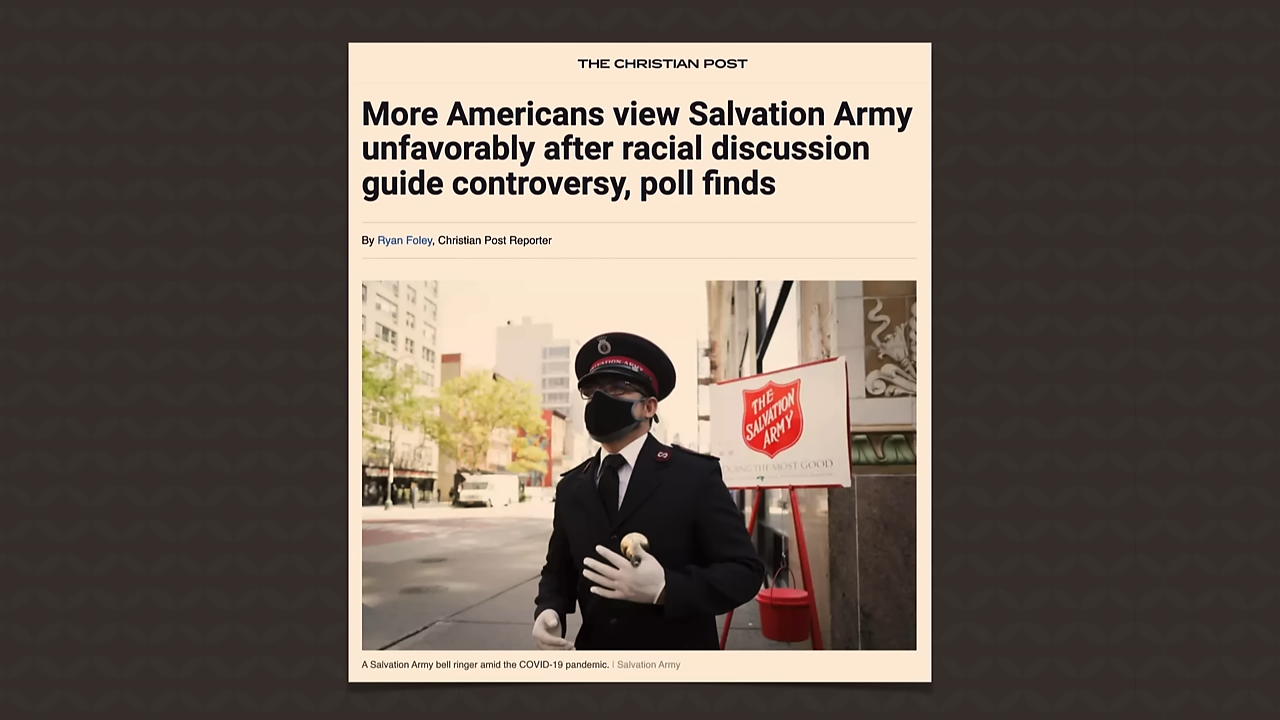 THE CHRISTIAN POST
More Americans view Salvation Army
unfavorably after racial discussion
guide controversy, poll finds
By Ryan Foley, Christian Post Reporter
SALVATION ARMY
S
THE
SALVATION
ARMY
DOING THE MOST GOOD
A Salvation Army bell ringer amid the COVID-19 pandemic. | Salvation Army